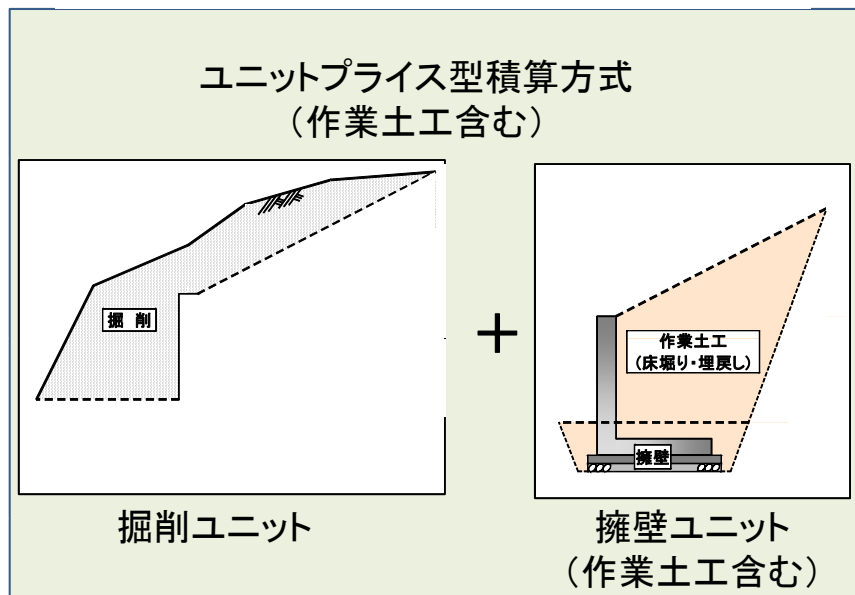 ユニットプライス型積算方式
（作業土工含む）
掘 削
＋
作業土工
（床堀り・埋戻し）
擁壁
掘削ユニット
擁壁ユニット
（作業土工含む）